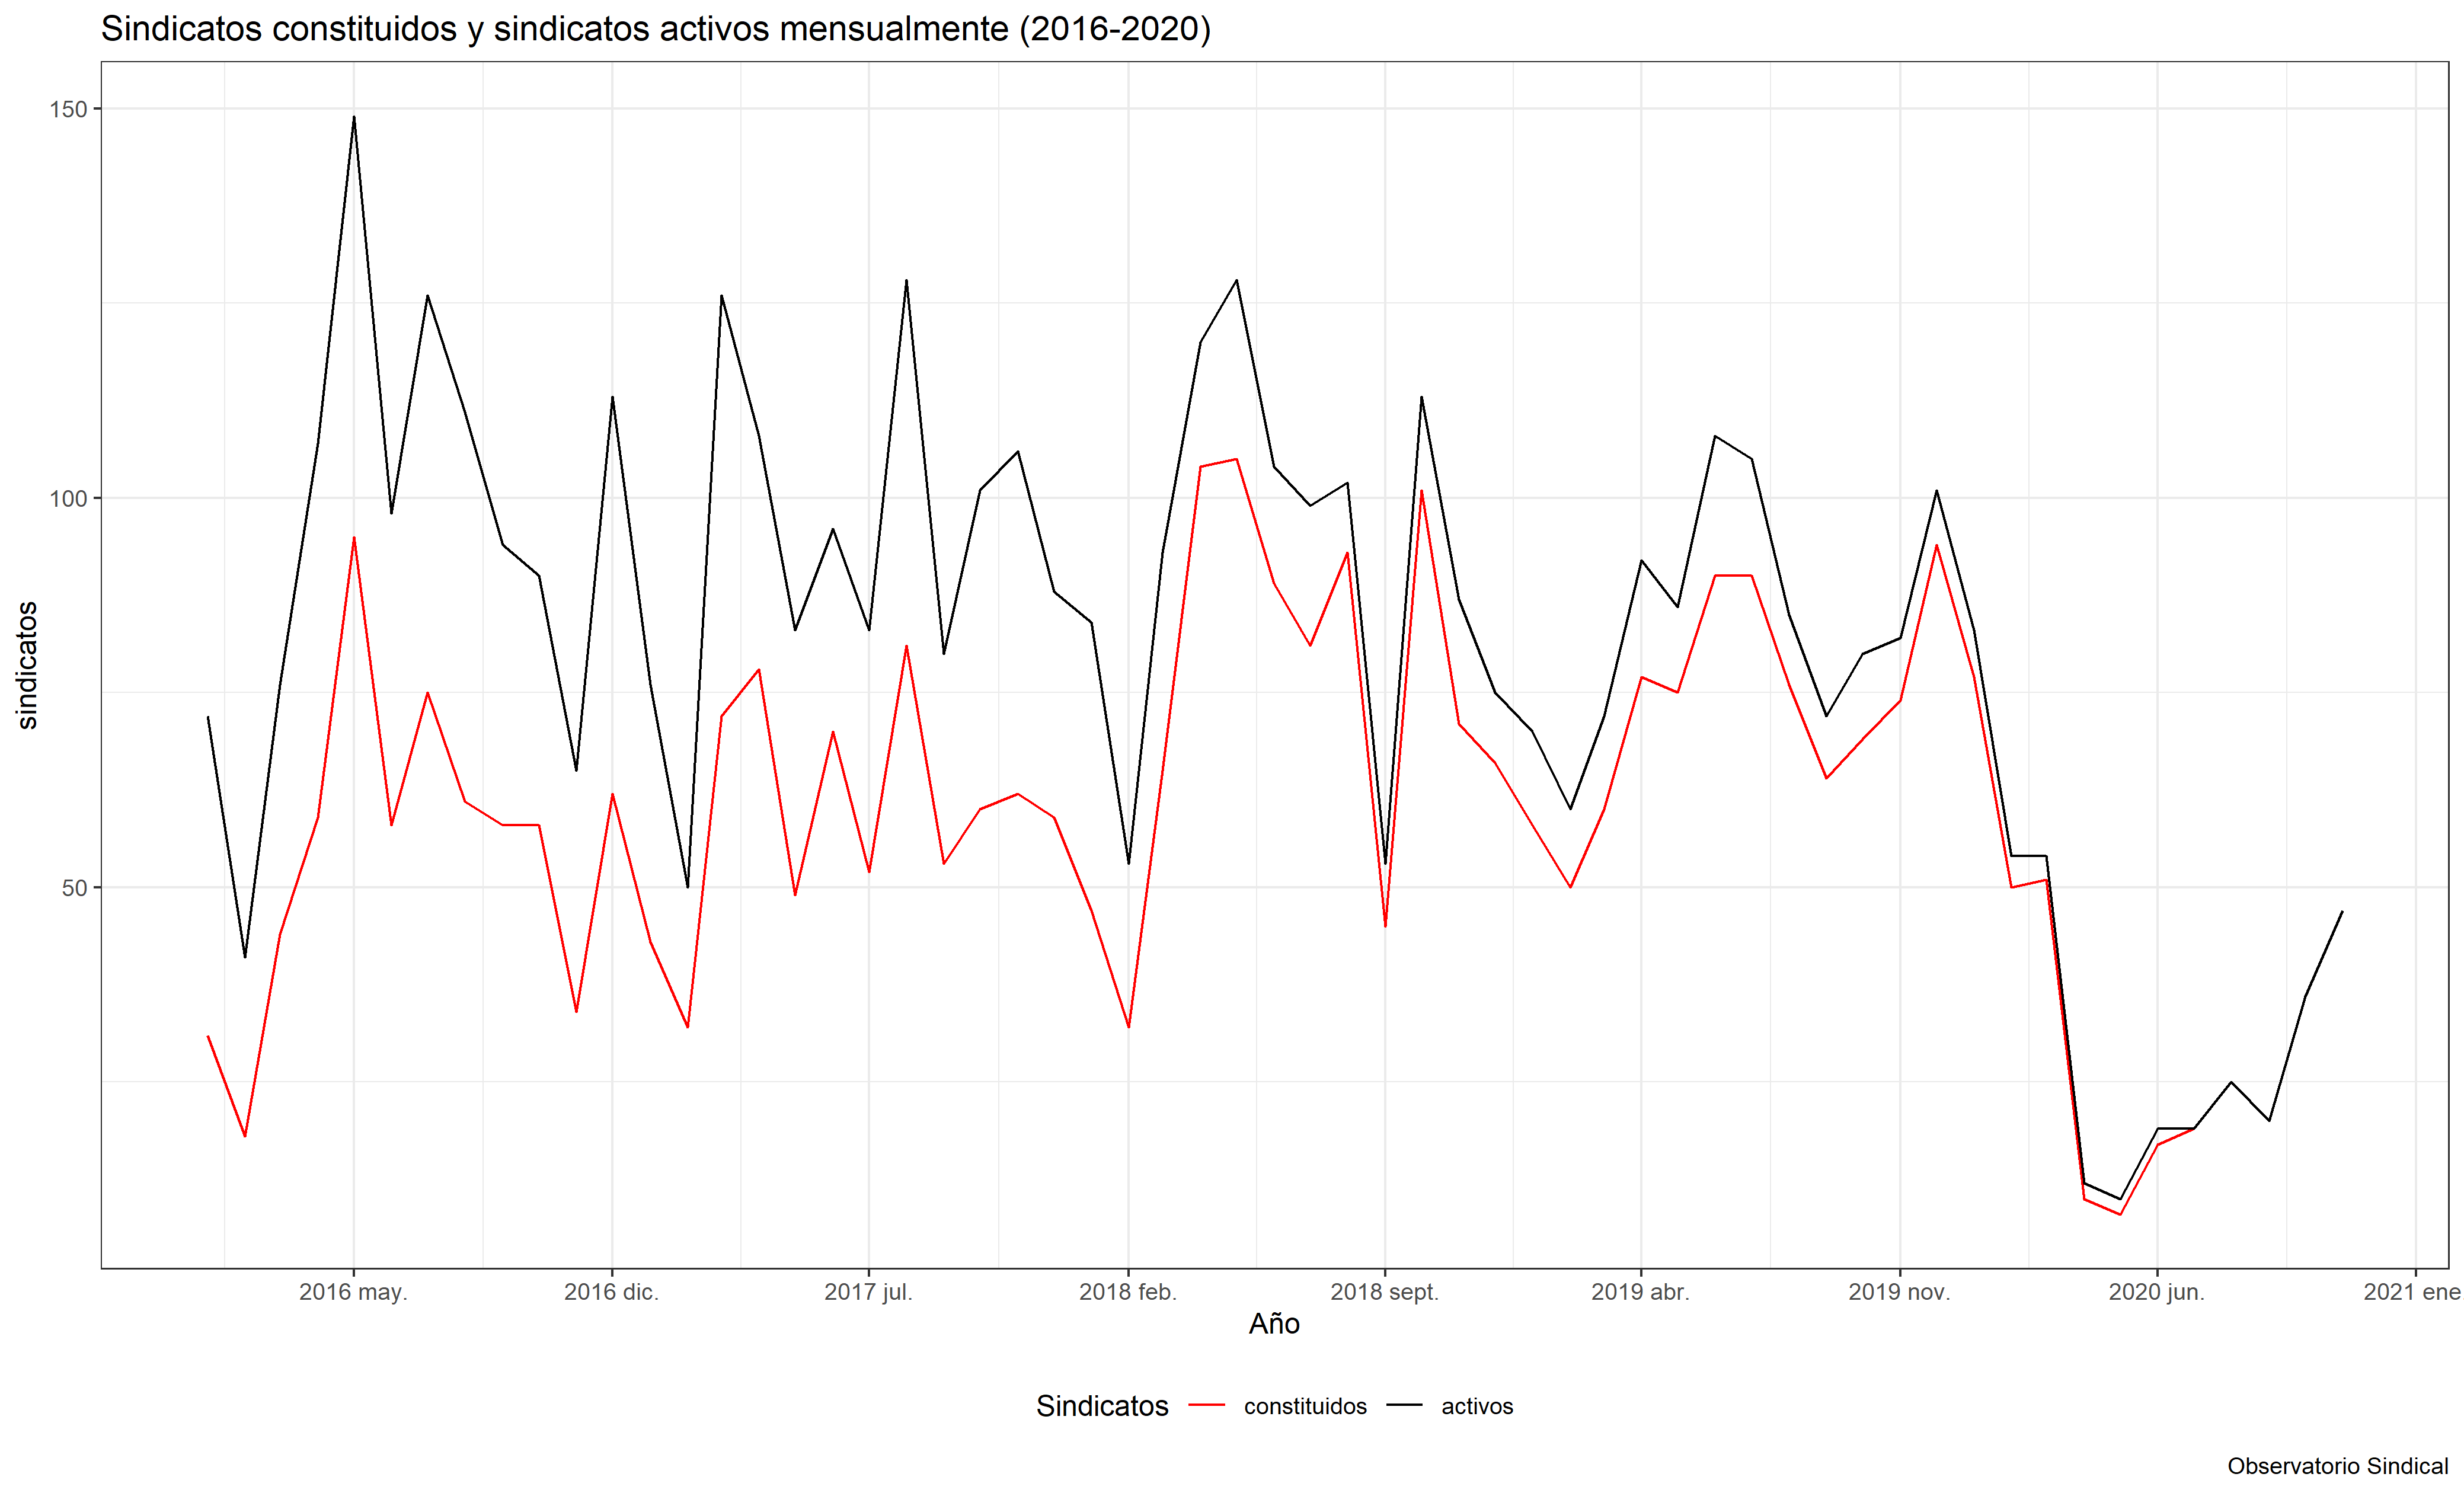 Sindicatos constituidos y sindicatos activos mensualmente (2016-2020)
150
100
50
sindicatos
2016 may. 2016 dic. 2017 jul. 2018 feb. 2018 sept. 2019 abr. 2019 nov. 2020 jun. 2021 ene
Año
Sindicatos constituidos activos
Observatorio Sindical